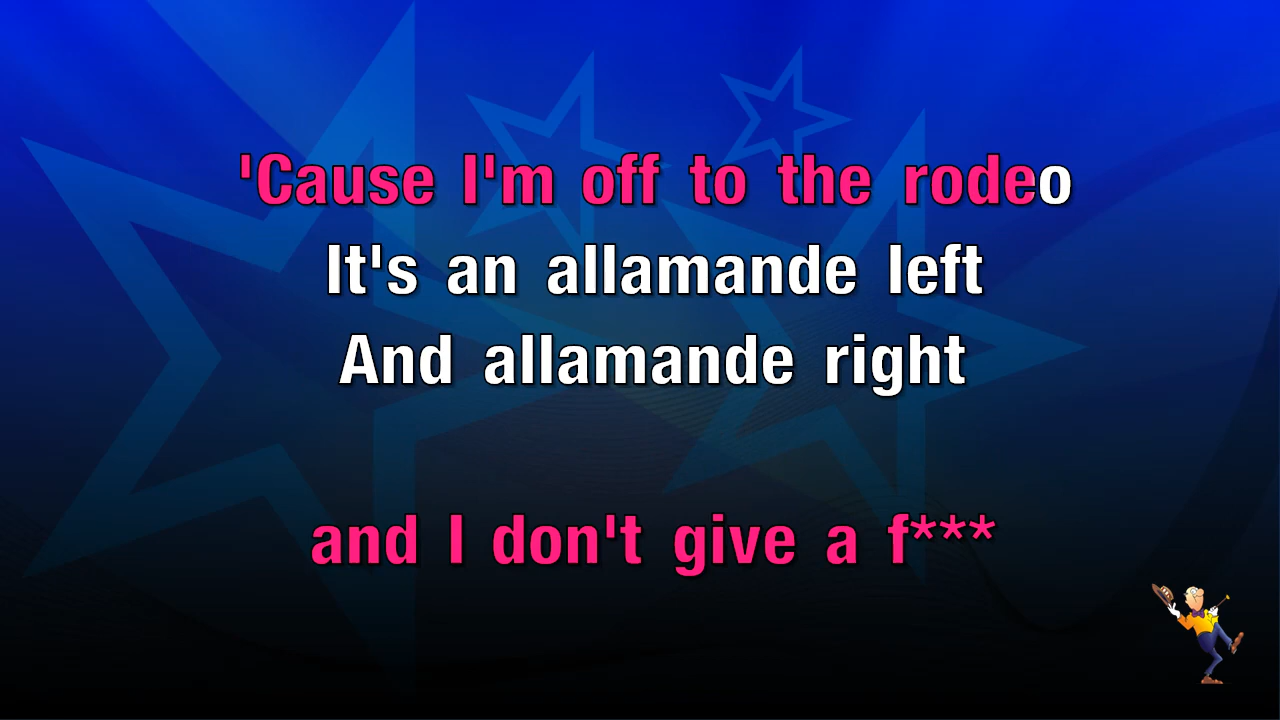 'Cause I'm off to the rodeo
It's an allamande left
And allamande right
and I don't give a f***